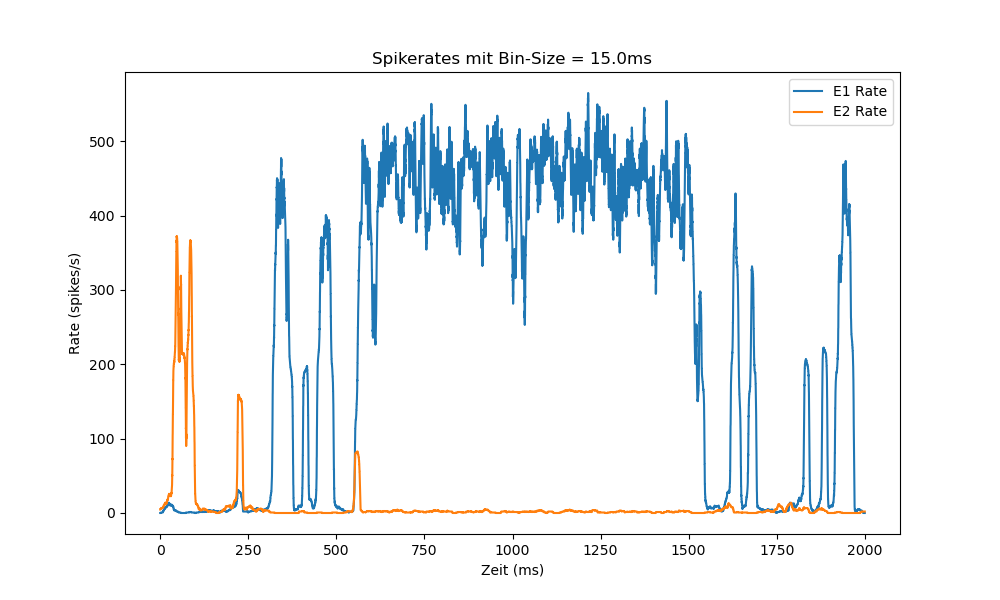 Spikerates mit Bin-Size = 15.0ms
E1 Rate
E2 Rate
500
400
300
200
100
0
Rate (spikes/s)
0 250 500 750 1000 1250 1500 1750 2000
Zeit (ms)